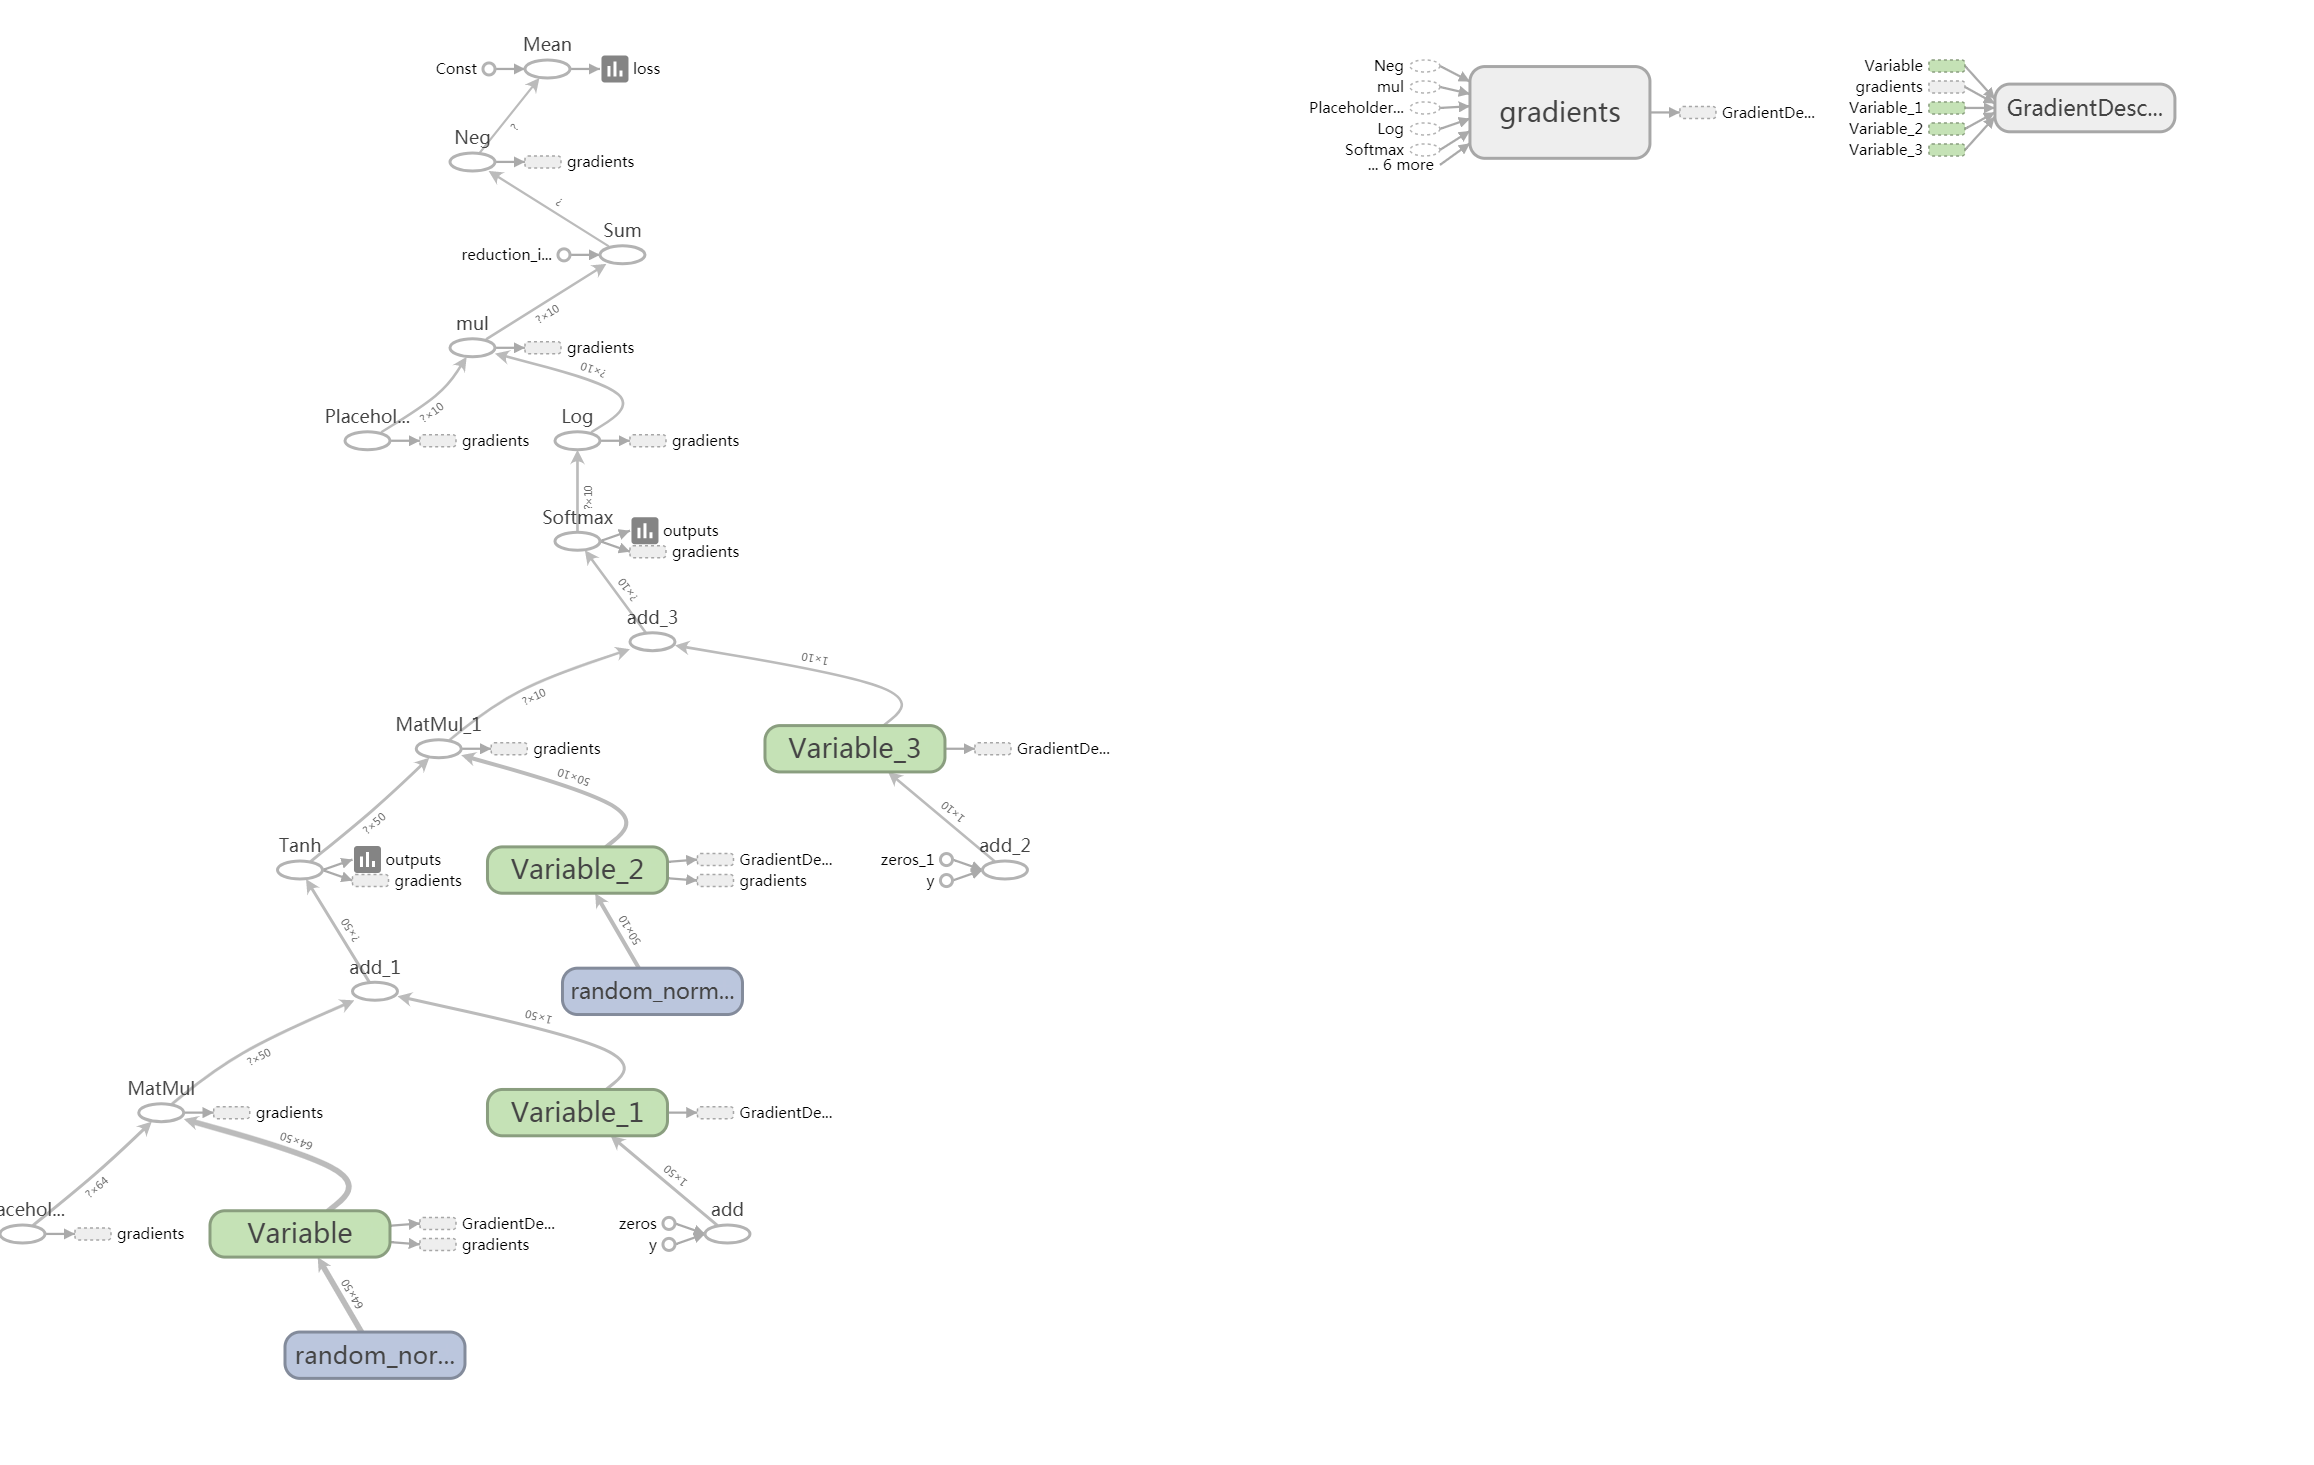 Mean
Const
loss
?
Neg
gradients
?
Sum
reduction_i...
?×10
mul
gradients
?×10
Placehol...
?×10
gradients
Log
gradients
?×10
Softmax
outputs
gradients
?×10
add_3
1×10
?×10
MatMul_1
gradients
50×10
Variable_3
GradientDe...
1×10
?×50
Tanh
outputs
gradients
Variable_2
GradientDe...
gradients
add_2
zeros_1
y
?×50
50×10
add_1
random_norm...
1×50
?×50
MatMul
gradients
64×50
Variable_1
GradientDe...
1×50
?×64
acehol...
gradients
Variable
GradientDe...
gradients
add
zeros
y
64×50
random_nor...
Neg
mul
Placeholder...
Log
Softmax
... 6 more
gradients
GradientDe...
Variable
gradients
Variable_1
Variable_2
Variable_3
GradientDesc...